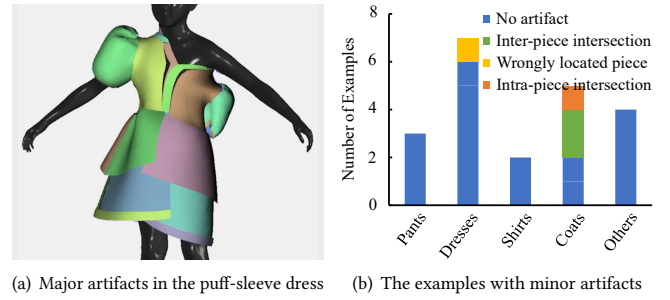 8
6
4
2
0
Number of Examples
No artifact
Inter-piece intersection
Wrongly located piece
Intra-piece intersection
Pants
Dresses
Shirts
Coats
Others
(a) Major artifacts in the puff-sleeve dress
(b) The examples with minor artifacts